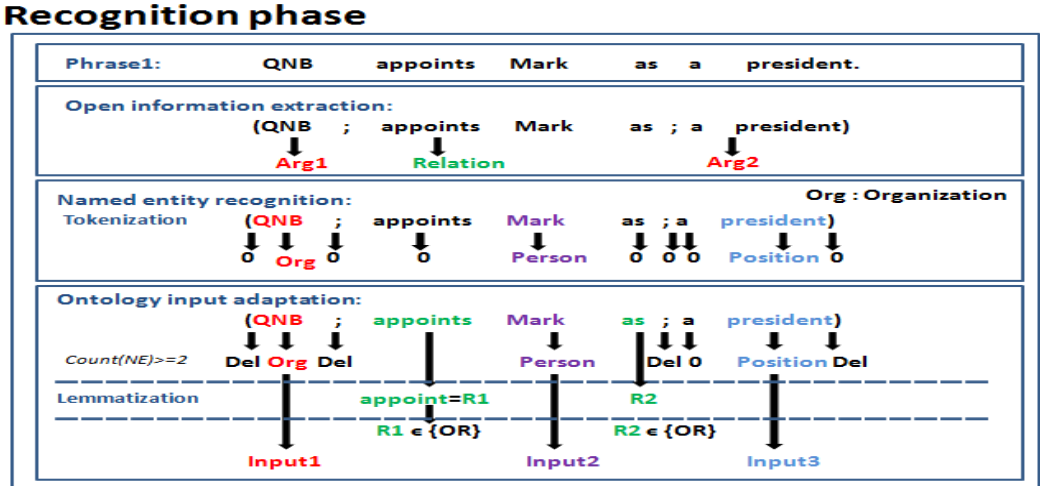 Recognition phase
Phrase1: QNB appoints Mark as a president.
Open information extraction:
(QNB ; appoints Mark as ; a president)
Arg1 Relation Arg2
Named entity recognition: Org : Organization
Tokenization (QNB ; appoints Mark as ; a president)
0 Org 0 0 Person 0 0 0 Position 0
Ontology input adaptation:
(QNB ; appoints Mark as ; a president)
Count(NE)>=2 Del Org Del Person Del 0 Position Del
Lemmatization appoint=R1 R2
R1 ϵ {OR} R2 ϵ {OR}
Input1 Input2 Input3